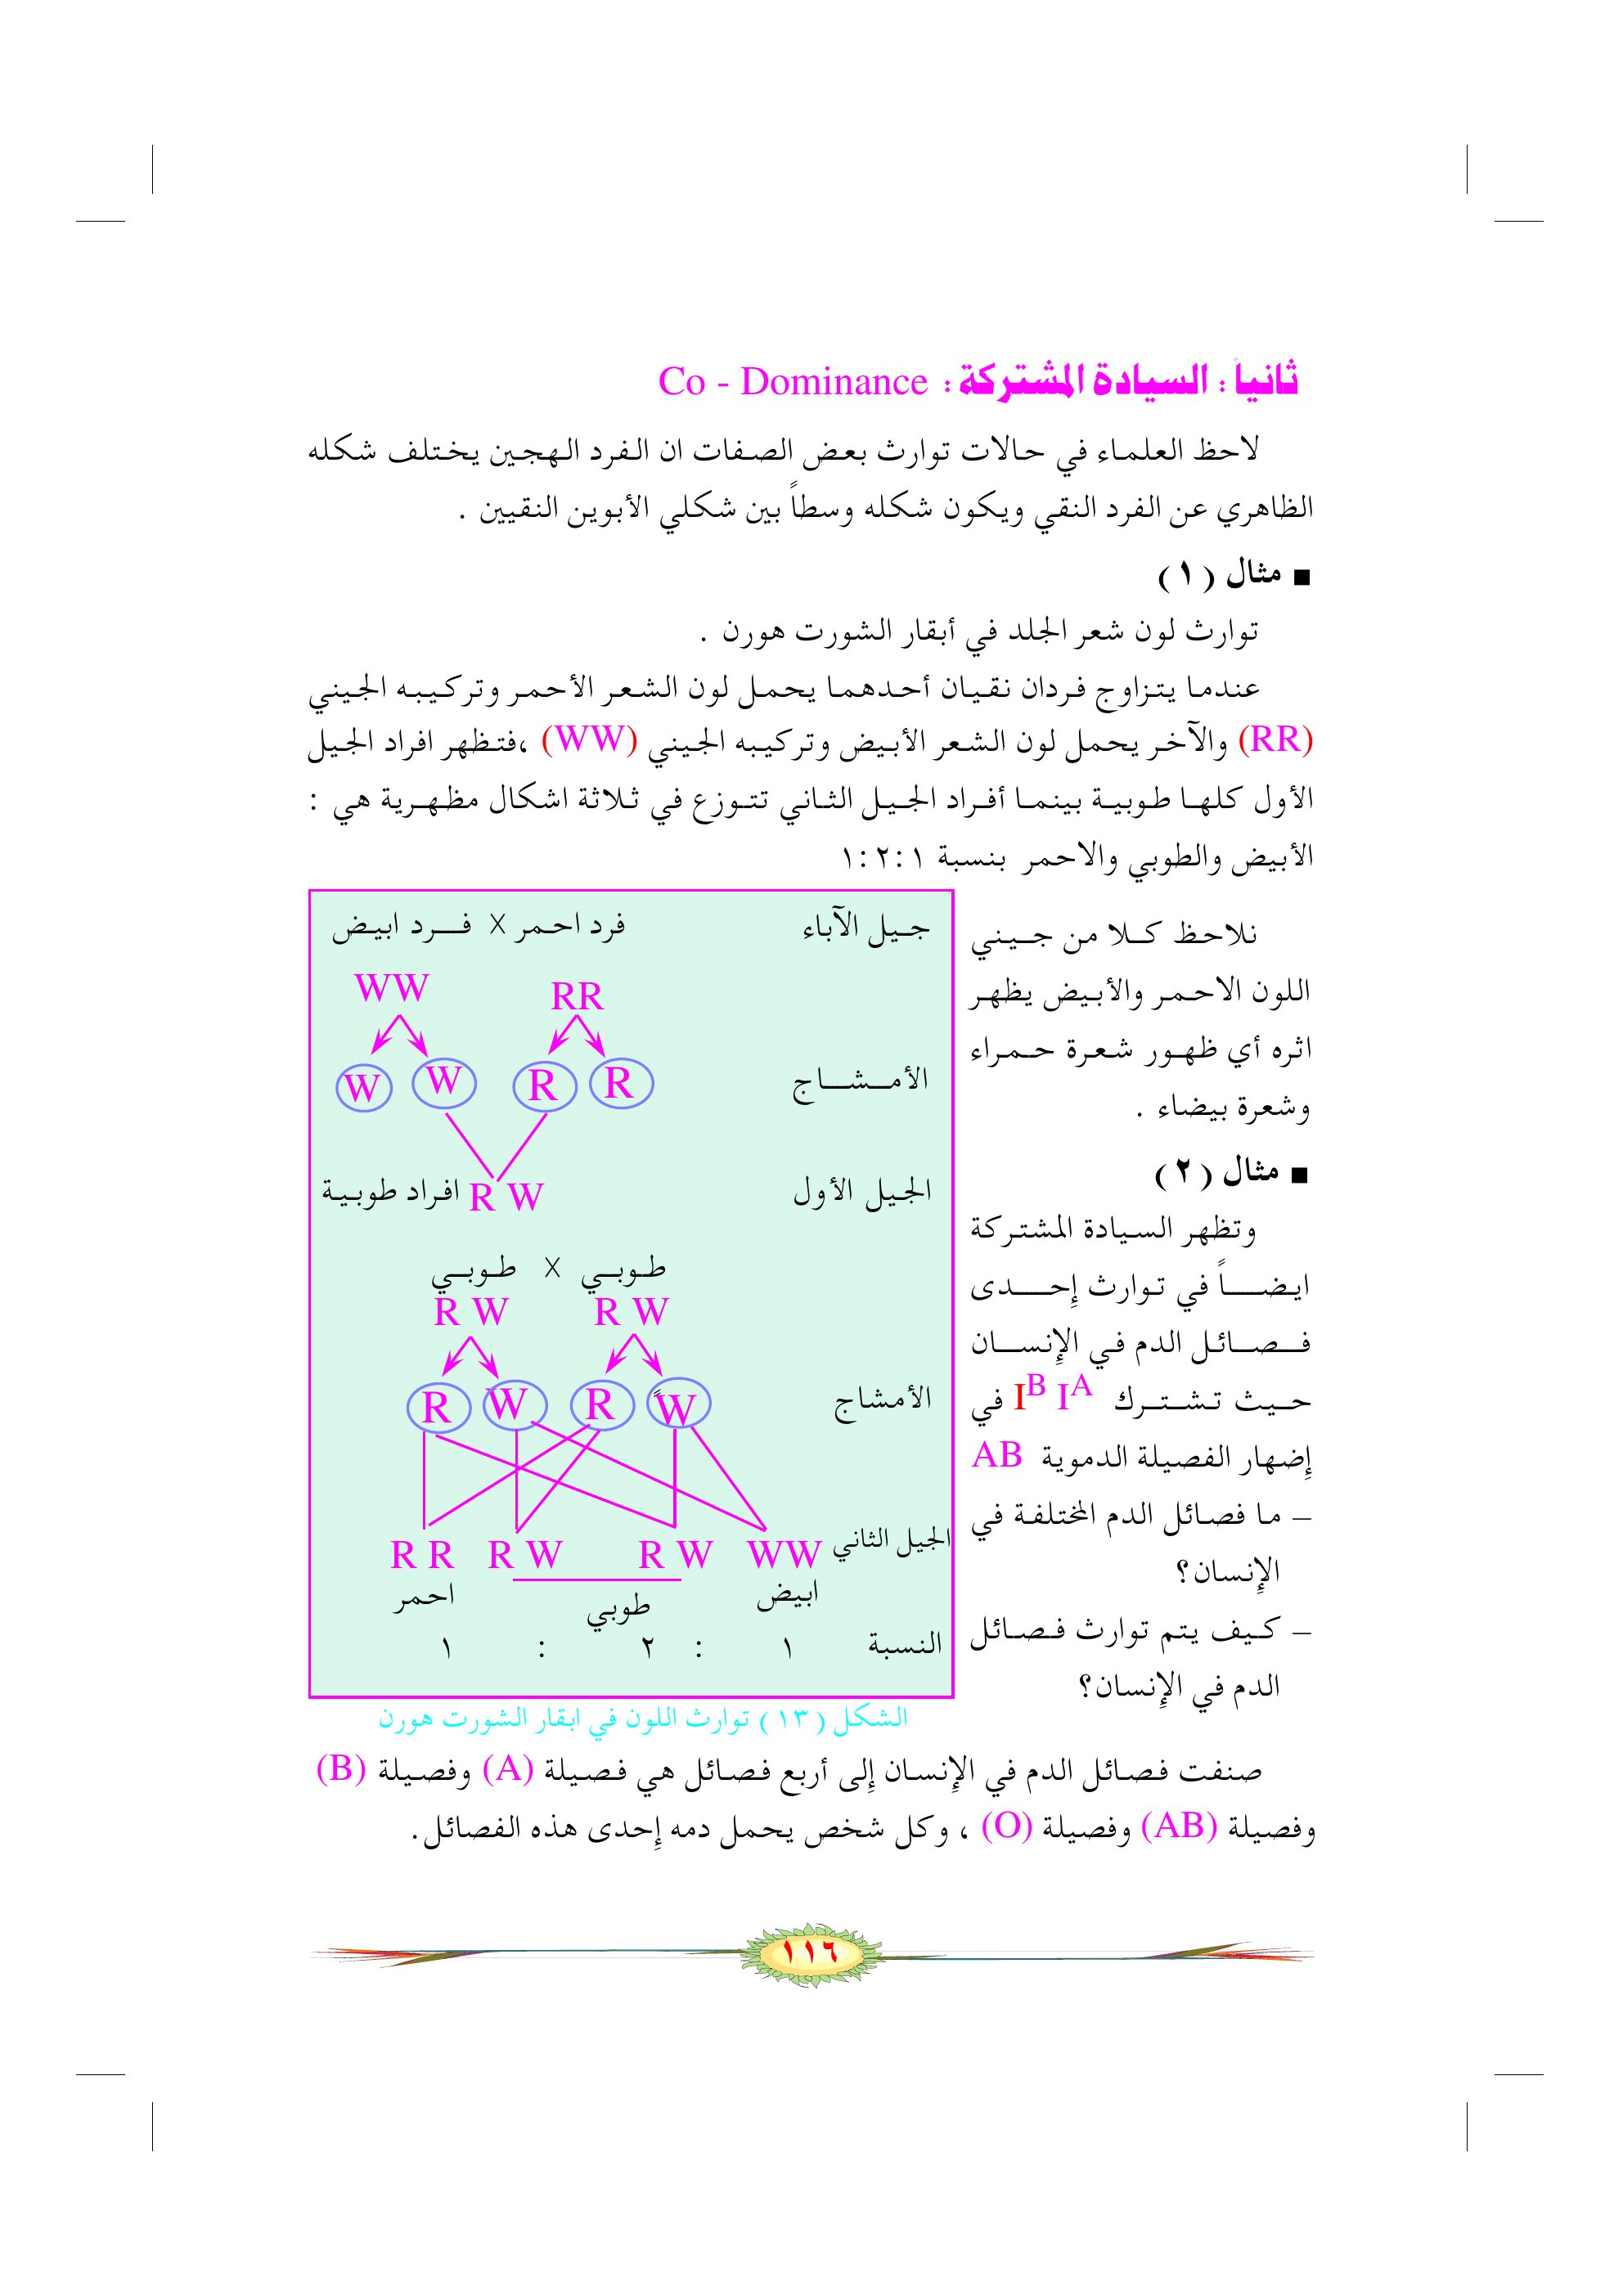 ثانياً : السيادة المشتركة : Co - Dominance
لاحظ العلماء في حالات توارث بعض الصفات ان الفرد الهجين يختلف شكله
الظاهري عن الفرد النقي ويكون شكله وسطاً بين شكلي الأبوين النقيين .
■ مثال ( ١ )
توارث لون شعر الجلد في أبقار الشورت هورن .
عندما يتزاوج فردان نقيان أحدهما يحمل لون الشعر الأحمر وتركيبه الجيني
(RR) والآخر يحمل لون الشعر الأبيض وتركيبه الجيني (WW) ،فتظهر افراد الجيل
الأول كلها طوبية بينما أفراد الجيل الثاني تتوزع في ثلاثة اشكال مظهرية هي :
الأبيض والطوبي والاحمر بنسبة ١ : ٢ : ١
نلاحظ كلا من جيني
اللون الاحمر والأبيض يظهر
اثره أي ظهور شعرة حمراء
وشعرة بيضاء .
■ مثال ( ٢ )
وتظهر السيادة المشتركة
ايضاً في توارث إحدى
فصائل الدم في الإنسان
حيث تشترك I^A I^B في
إضهار الفصيلة الدموية AB
– ما فصائل الدم المختلفة في
الإنسان؟
– كيف يتم توارث فصائل
الدم في الإنسان؟
جيل الآباء فرد احمر X فرد ابيض
WW RR
الأمشاج W W R R
الجيل الأول R W افراد طوبية
طوبي X طوبي
R W R W
الأمشاج R W R W
الجيل الثاني R R R W R W WW
ابيض طوبي احمر
النسبة ١ : ٢ : ١
الشكل ( ١٣ ) توارث اللون في ابقار الشورت هورن
صنفت فصائل الدم في الإنسان إلى أربع فصائل هي فصيلة (A) وفصيلة (B)
وفصيلة (AB) وفصيلة (O) ، وكل شخص يحمل دمه إحدى هذه الفصائل.
١١٦